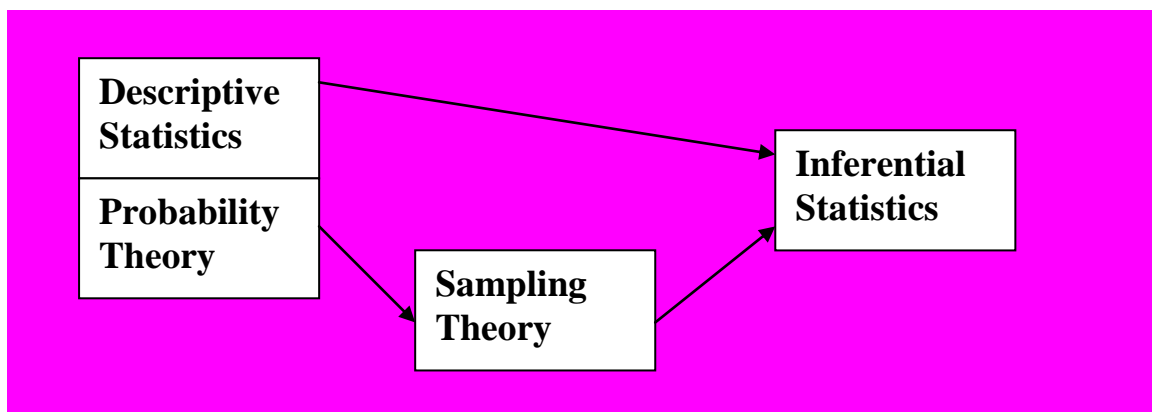 Descriptive
Statistics
Probability
Theory
Sampling
Theory
Inferential
Statistics